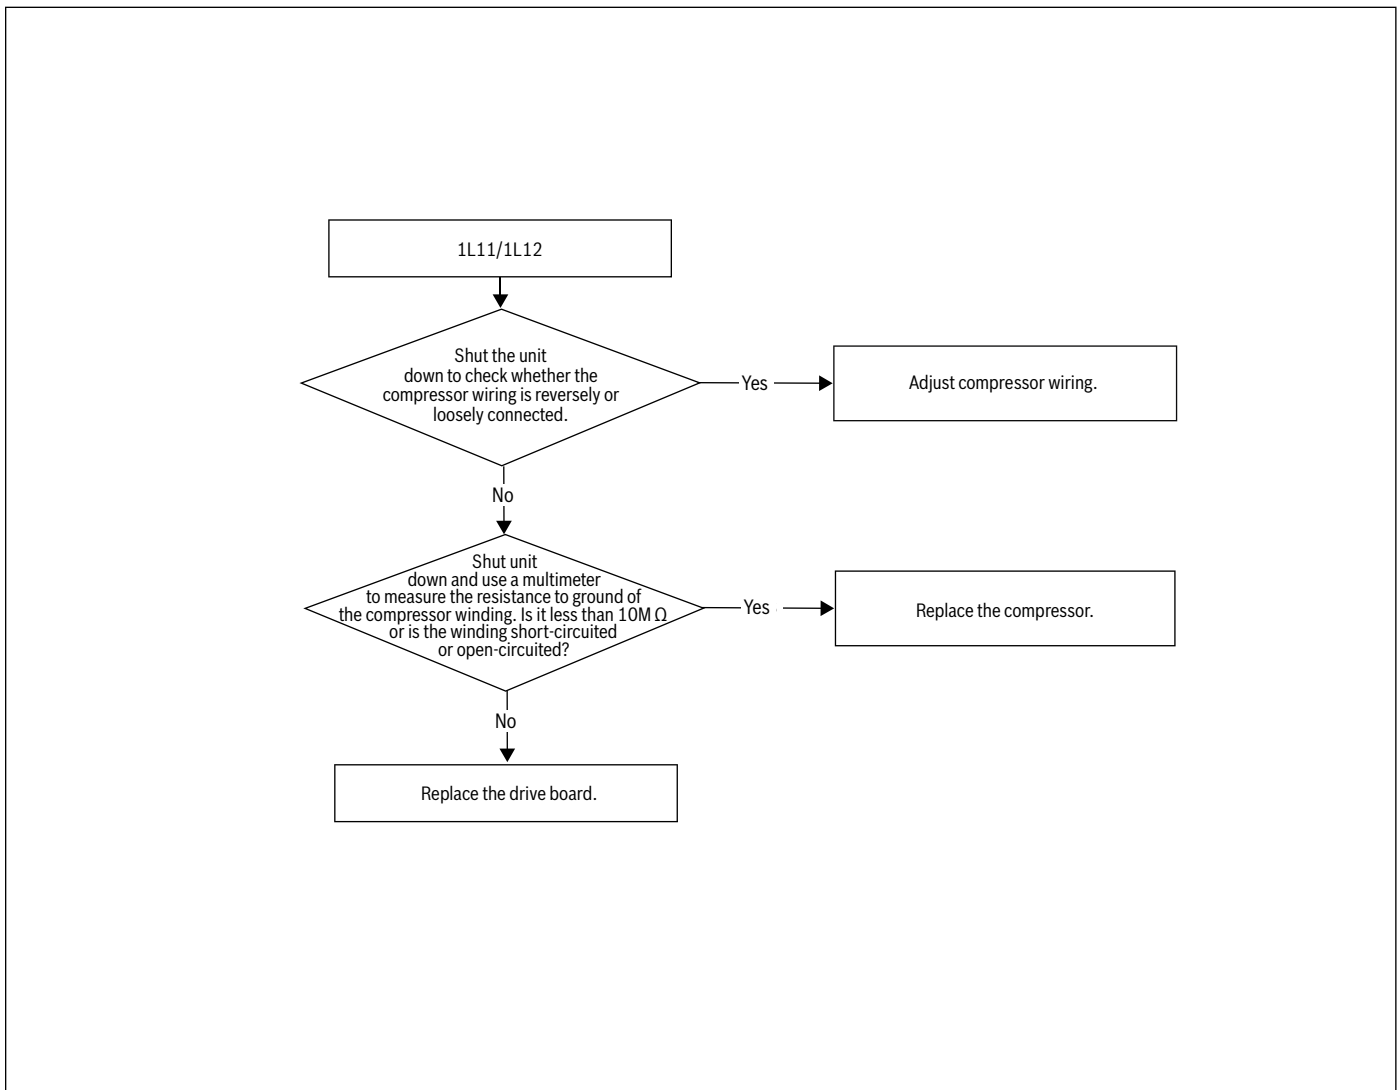 1L11/1L12
Shut the unit
down to check whether the
compressor wiring is reversely or
loosely connected.
Yes
Adjust compressor wiring.
No
Shut unit
down and use a multimeter
to measure the resistance to ground of
the compressor winding. Is it less than 10M Ω
or is the winding short-circuited
or open-circuited?
Yes
Replace the compressor.
No
Replace the drive board.